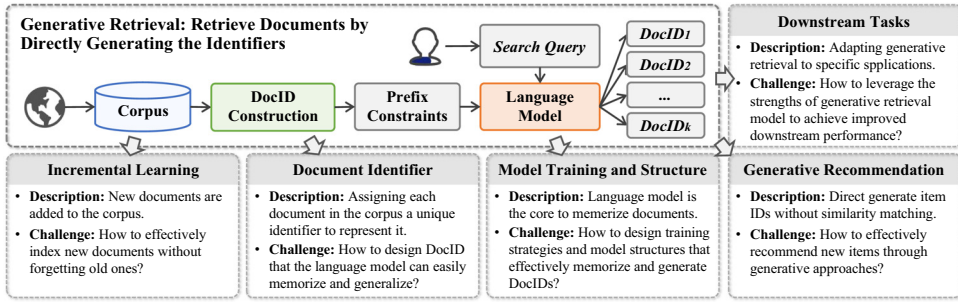 Generative Retrieval: Retrieve Documents by
Directly Generating the Identifiers
Search Query
Corpus
DocID
Construction
Prefix
Constraints
Language
Model
DocID1
DocID2
...
DocIDk
Downstream Tasks
• Description: Adapting generative
retrieval to specific spplications.
• Challenge: How to leverage the
strengths of generative retrieval
model to achieve improved
downstream performance?
Incremental Learning
• Description: New documents are
added to the corpus.
• Challenge: How to effectively
index new documents without
forgetting old ones?
Document Identifier
• Description: Assigning each
document in the corpus a unique
identifier to represent it.
• Challenge: How to design DocID
that the language model can easily
memorize and generalize?
Model Training and Structure
• Description: Language model is
the core to memerize documents.
• Challenge: How to design training
strategies and model structures that
effectively memorize and generate
DocIDs?
Generative Recommendation
• Description: Direct generate item
IDs without similarity matching.
• Challenge: How to effectively
recommend new items through
generative approaches?